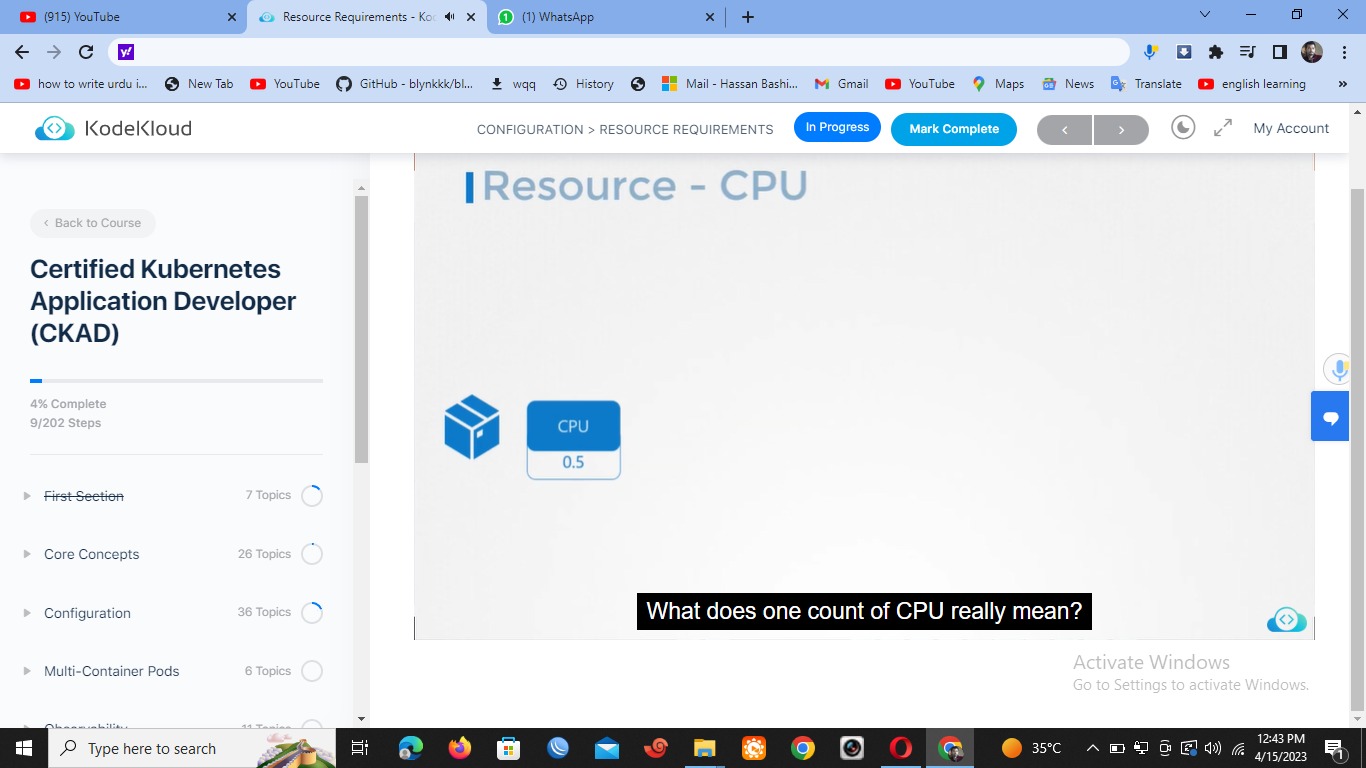 (915) YouTube
Resource Requirements - Ko
(1) WhatsApp
how to write urdu i...
New Tab
YouTube
GitHub - blynkkk/bl...
wqq
History
Mail - Hassan Bashi...
Gmail
YouTube
Maps
News
Translate
english learning
»
KodeKloud
CONFIGURATION > RESOURCE REQUIREMENTS
In Progress
Mark Complete
My Account
Back to Course
Certified Kubernetes
Application Developer
(CKAD)
4% Complete
9/202 Steps
First Section
7 Topics
Core Concepts
26 Topics
Configuration
36 Topics
Multi-Container Pods
6 Topics
Observability
11 Topics
Resource - CPU
CPU
0.5
What does one count of CPU really mean?
Activate Windows
Go to Settings to activate Windows.
Type here to search
35°C
12:43 PM
4/15/2023
1